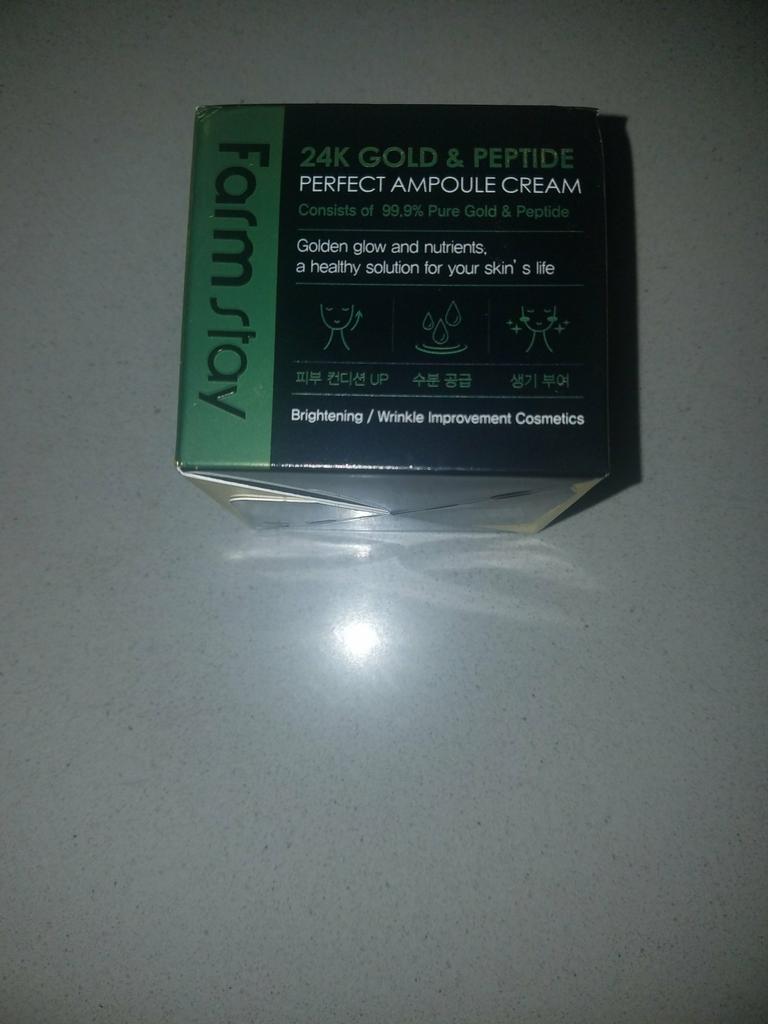 Farm stay
24K GOLD & PEPTIDE
PERFECT AMPOULE CREAM
Consists of 99,9% Pure Gold & Peptide
Golden glow and nutrients,
a healthy solution for your skin's life
피부 컨디션 UP 수분 공급 생기 부여
Brightening / Wrinkle Improvement Cosmetics